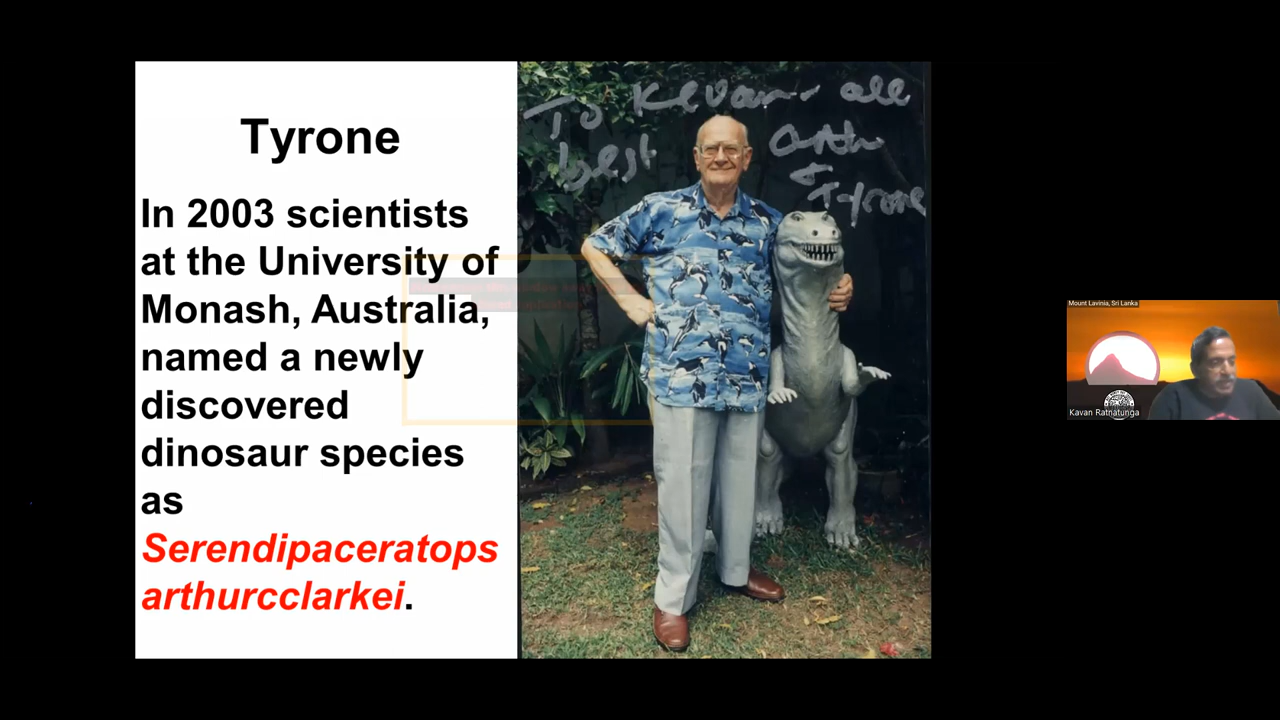 Tyrone
In 2003 scientists
at the University of
Monash, Australia,
named a newly
discovered
dinosaur species
as
Serendipaceratops
arthurcclarkei.
To Kevan - all
best
Arthur
&
Tyrone
Mount Lavinia, Sri Lanka
Kavan Ratnatunga